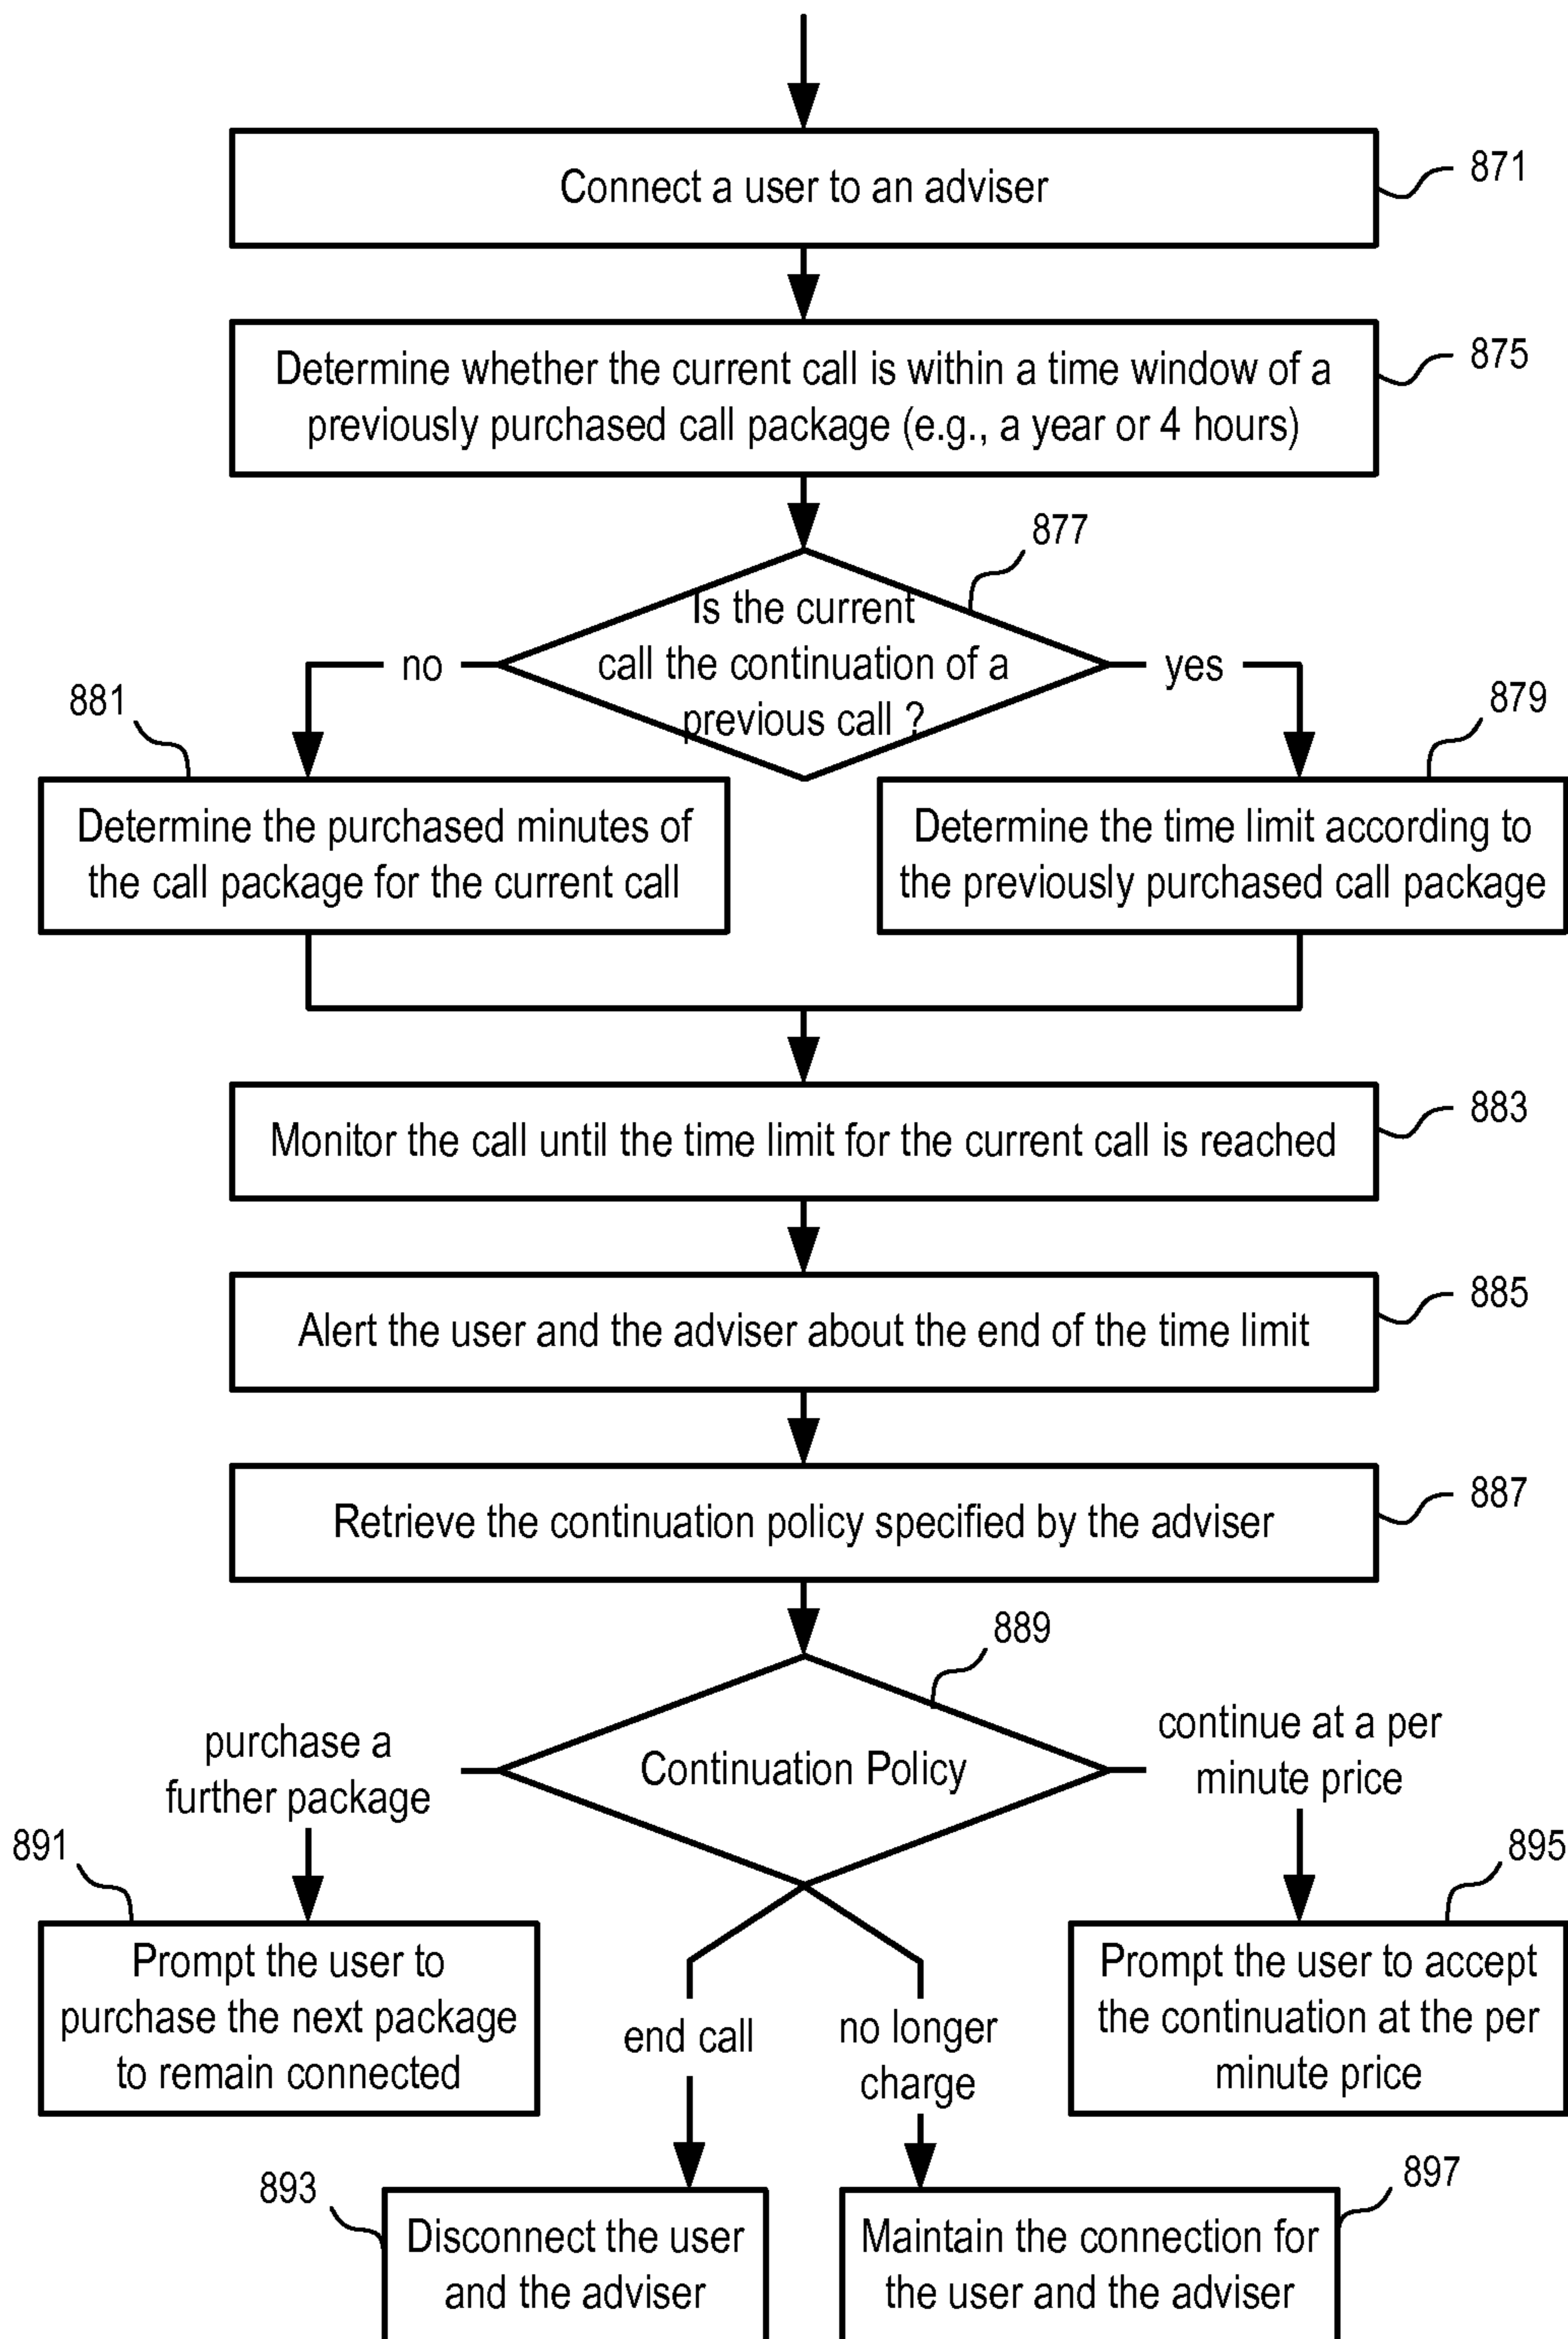 Connect a user to an adviser
871
Determine whether the current call is within a time window of a
previously purchased call package (e.g., a year or 4 hours)
875
877
Is the current
call the continuation of a
previous call ?
no
yes
881
879
Determine the purchased minutes of
the call package for the current call
Determine the time limit according to
the previously purchased call package
Monitor the call until the time limit for the current call is reached
883
Alert the user and the adviser about the end of the time limit
885
Retrieve the continuation policy specified by the adviser
887
889
Continuation Policy
purchase a
further package
continue at a per
minute price
891
895
Prompt the user to
purchase the next package
to remain connected
end call
no longer
charge
Prompt the user to accept
the continuation at the per
minute price
893
897
Disconnect the user
and the adviser
Maintain the connection for
the user and the adviser